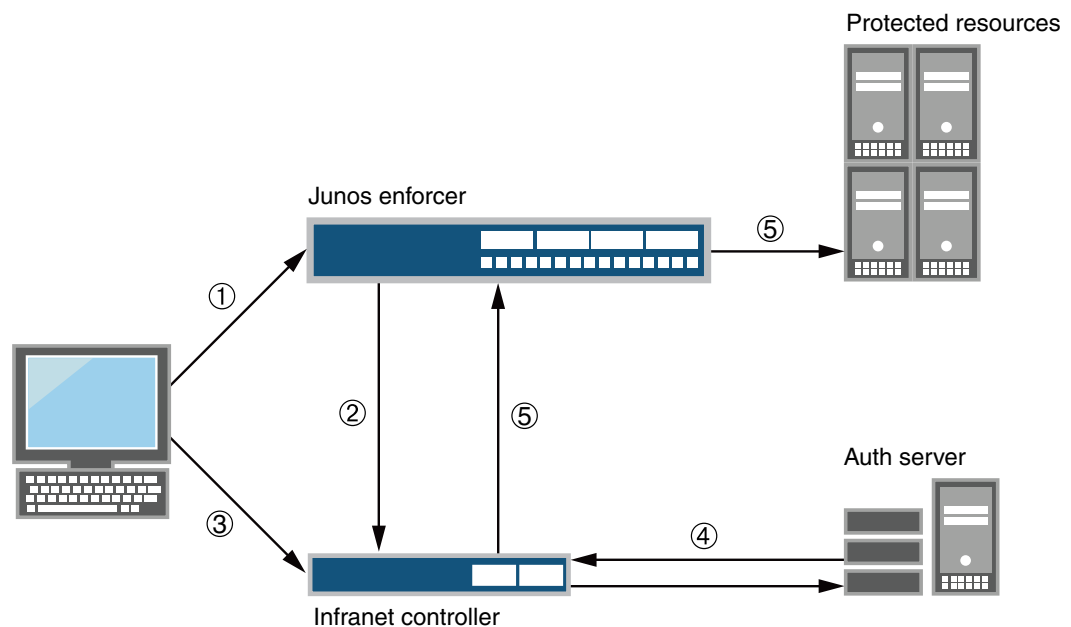 Protected resources
Junos enforcer
⑤
①
②
⑤
Auth server
③
④
Infranet controller